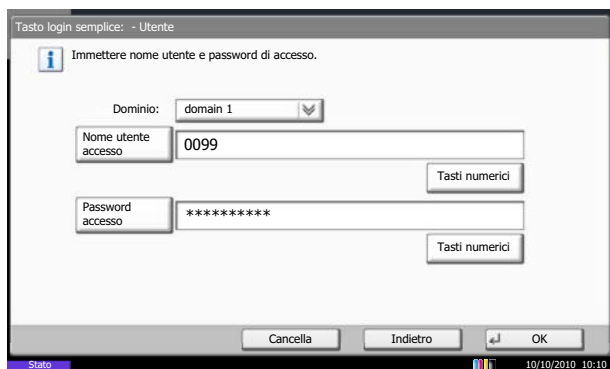 Tasto login semplice: - Utente
Immettere nome utente e password di accesso.
Dominio: domain 1
Nome utente
accesso
0099
Tasti numerici
Password
accesso
**********
Tasti numerici
Cancella Indietro OK
Stato 10/10/2010 10:10